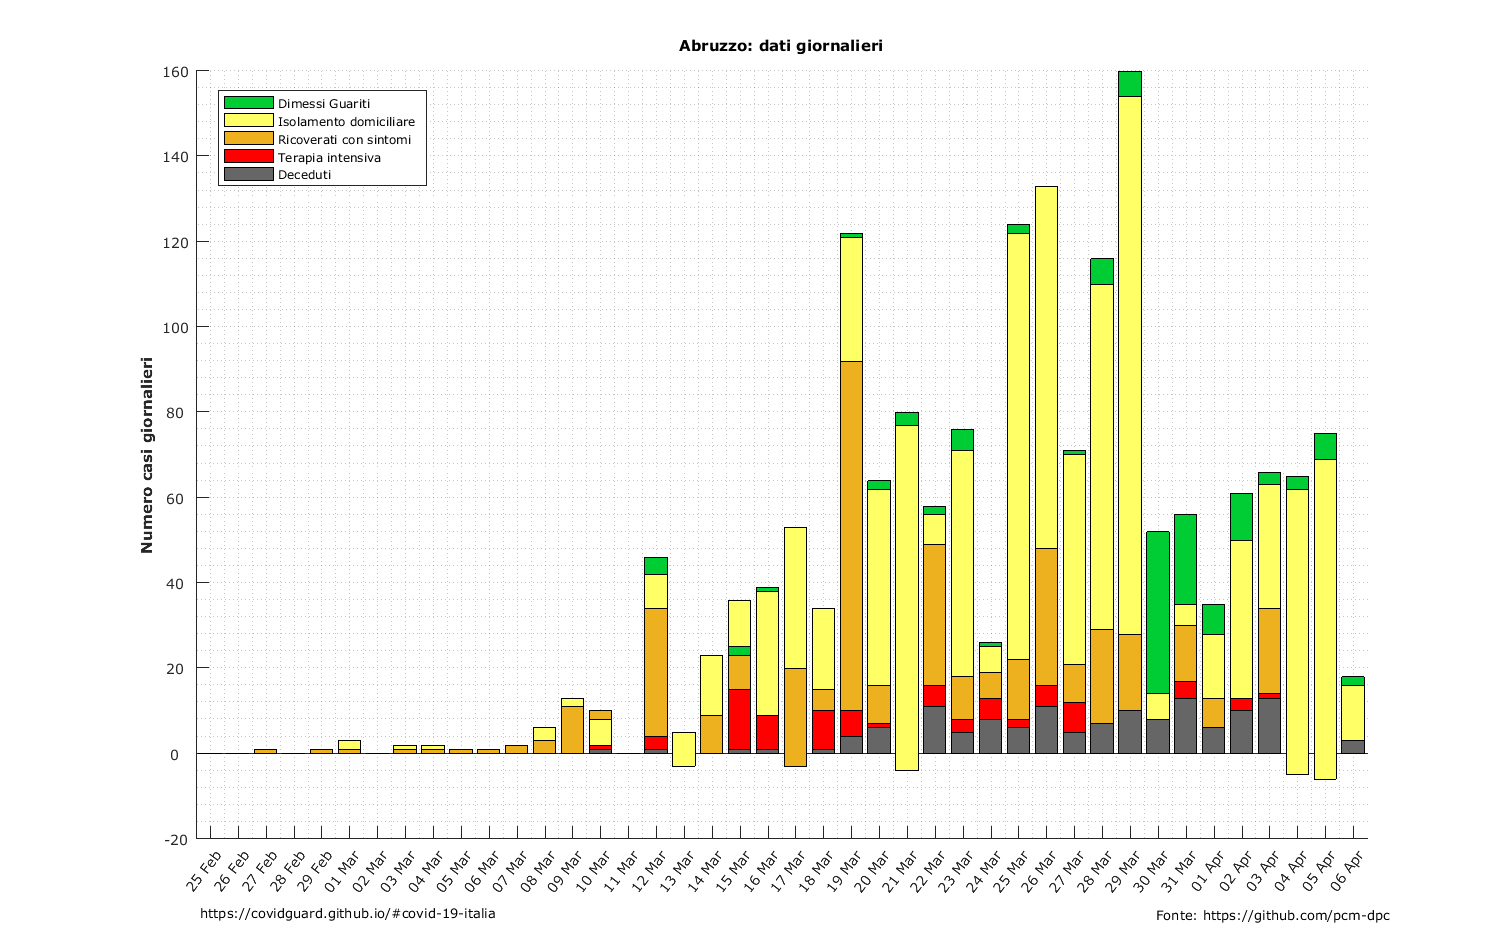 Abruzzo: dati giornalieri
160
140
120
100
80
60
40
20
0
-20
Numero casi giornalieri
Dimessi Guariti
Isolamento domiciliare
Ricoverati con sintomi
Terapia intensiva
Deceduti
25 Feb
26 Feb
27 Feb
28 Feb
29 Feb
01 Mar
02 Mar
03 Mar
04 Mar
05 Mar
06 Mar
07 Mar
08 Mar
09 Mar
10 Mar
11 Mar
12 Mar
13 Mar
14 Mar
15 Mar
16 Mar
17 Mar
18 Mar
19 Mar
20 Mar
21 Mar
22 Mar
23 Mar
24 Mar
25 Mar
26 Mar
27 Mar
28 Mar
29 Mar
30 Mar
31 Mar
01 Apr
02 Apr
03 Apr
04 Apr
05 Apr
06 Apr
https://covidguard.github.io/#covid-19-italia
Fonte: https://github.com/pcm-dpc